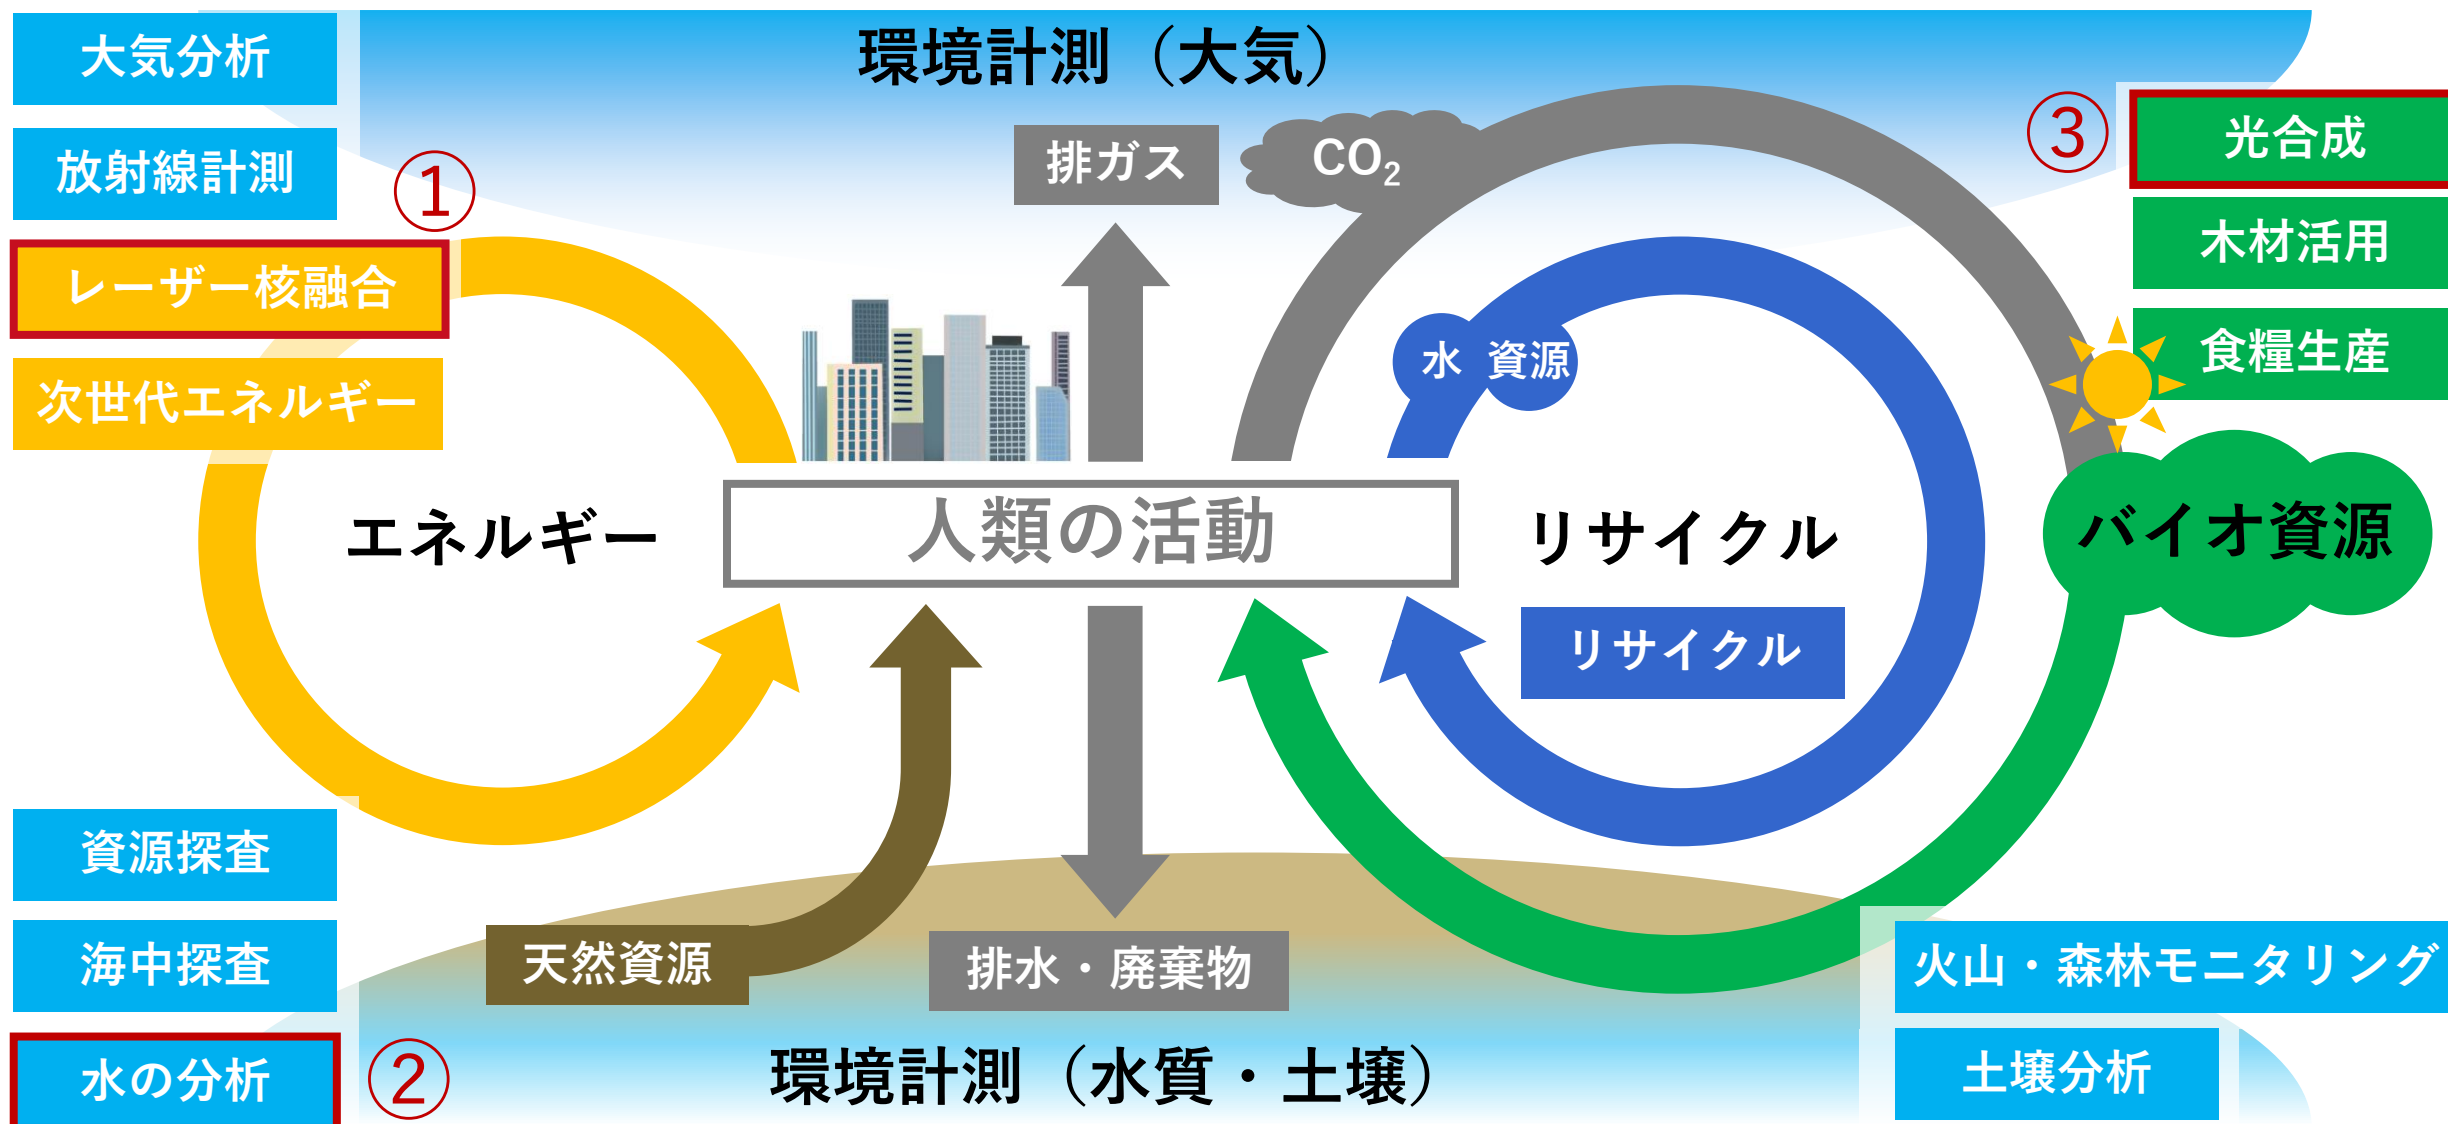 環境計測（大気）
大気分析
放射線計測
①
レーザー核融合
次世代エネルギー
排ガス
CO₂
③
光合成
木材活用
食糧生産
水 資源
エネルギー
人類の活動
リサイクル
リサイクル
バイオ資源
資源探査
海中探査
水の分析
②
天然資源
排水・廃棄物
環境計測（水質・土壌）
火山・森林モニタリング
土壌分析